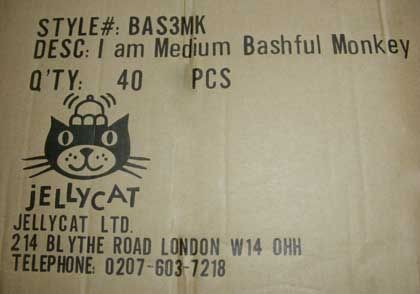 STYLE#: BAS3MK
DESC: I am Medium Bashful Monkey
Q'TY: 40 PCS
jELLYCAT
JELLYCAT LTD.
214 BLYTHE ROAD LONDON W14 OHH
TELEPHONE: 0207-603-7218